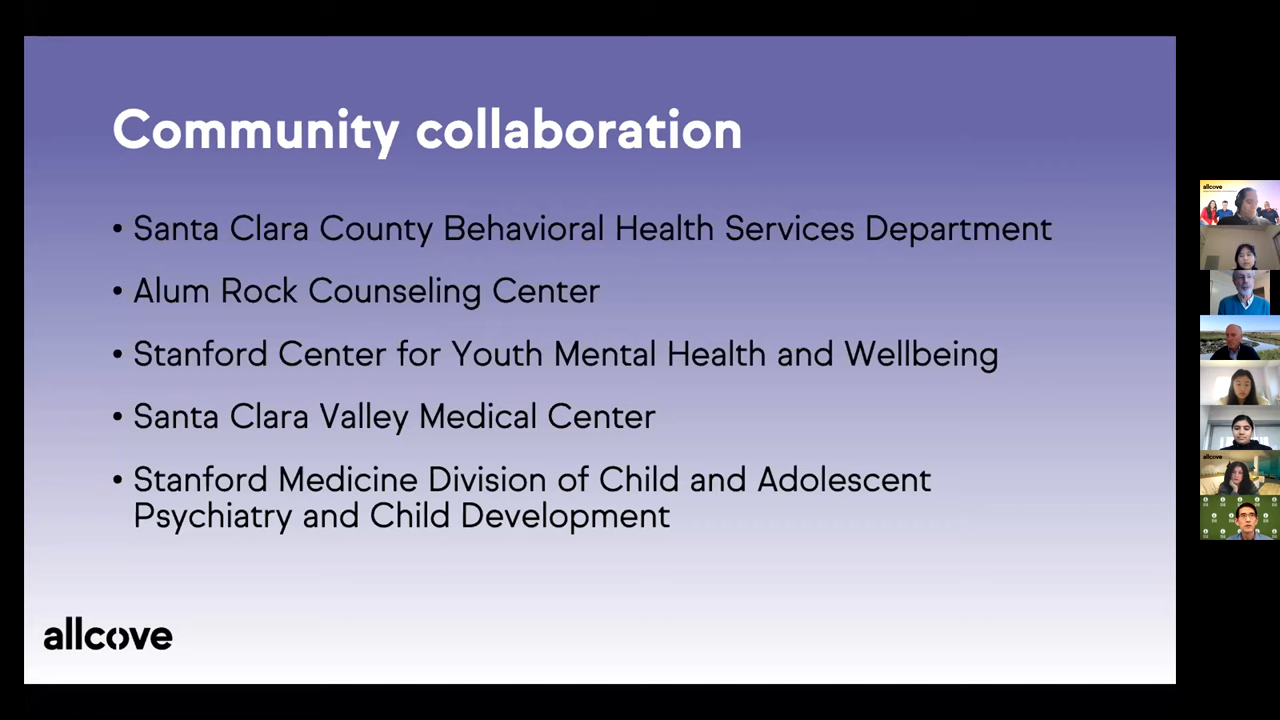 Community collaboration
• Santa Clara County Behavioral Health Services Department
• Alum Rock Counseling Center
• Stanford Center for Youth Mental Health and Wellbeing
• Santa Clara Valley Medical Center
• Stanford Medicine Division of Child and Adolescent
Psychiatry and Child Development
allcove
allcove
allcove